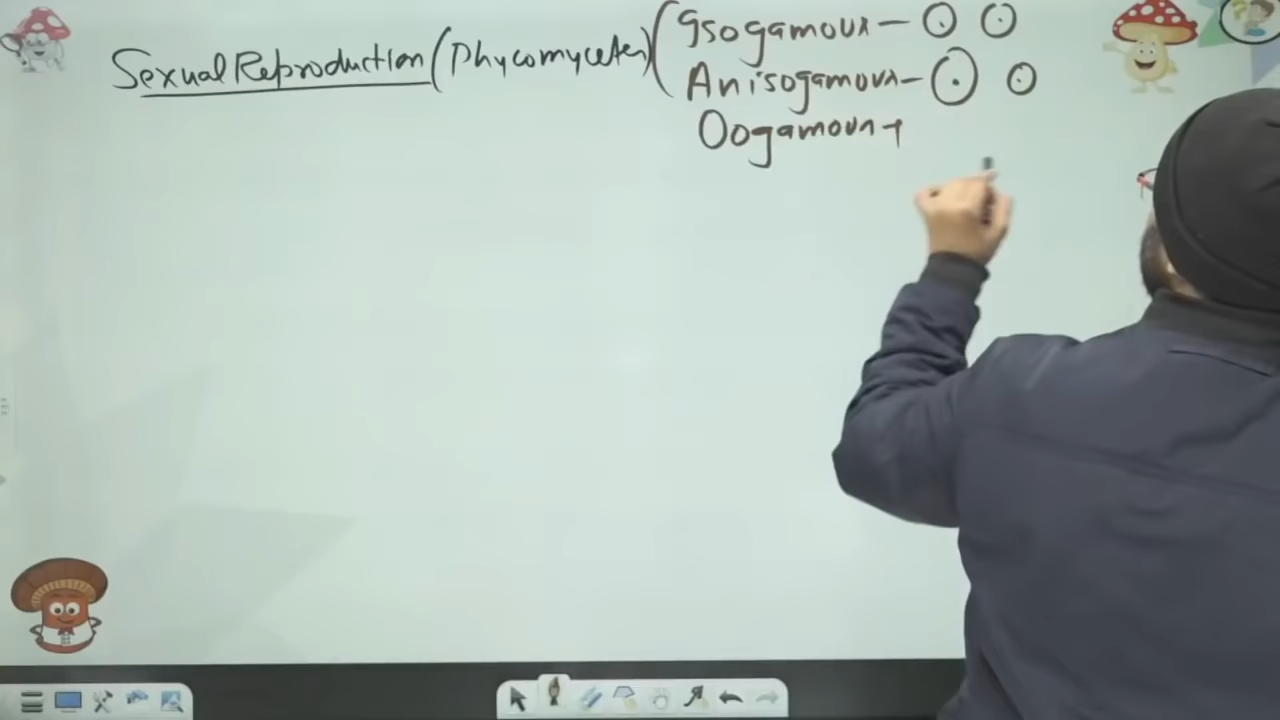 Sexual Reproduction (Phycomycetes) (Isogamous —
Anisogamous —
Oogamous →